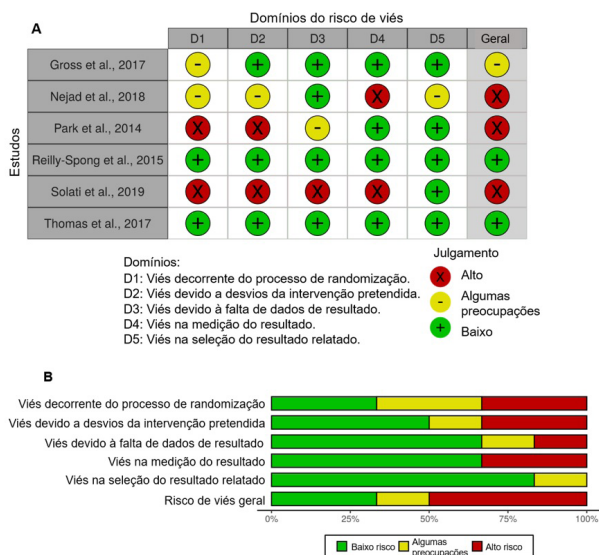 A
Domínios do risco de viés
D1 D2 D3 D4 D5 Geral
Estudos
Gross et al., 2017 - + + + + -
Nejad et al., 2018 - - + X - X
Park et al., 2014 X X - + + X
Reilly-Spong et al., 2015 + + + + + +
Solati et al., 2019 X X X X + X
Thomas et al., 2017 + + + + + +
Domínios:
D1: Viés decorrente do processo de randomização.
D2: Viés devido a desvios da intervenção pretendida.
D3: Viés devido à falta de dados de resultado.
D4: Viés na medição do resultado.
D5: Viés na seleção do resultado relatado.
Julgamento
X Alto
- Algumas
preocupações
+ Baixo
B
Viés decorrente do processo de randomização
Viés devido a desvios da intervenção pretendida
Viés devido à falta de dados de resultado
Viés na medição do resultado
Viés na seleção do resultado relatado
Risco de viés geral
0% 25% 50% 75% 100%
Baixo risco Algumas preocupações Alto risco